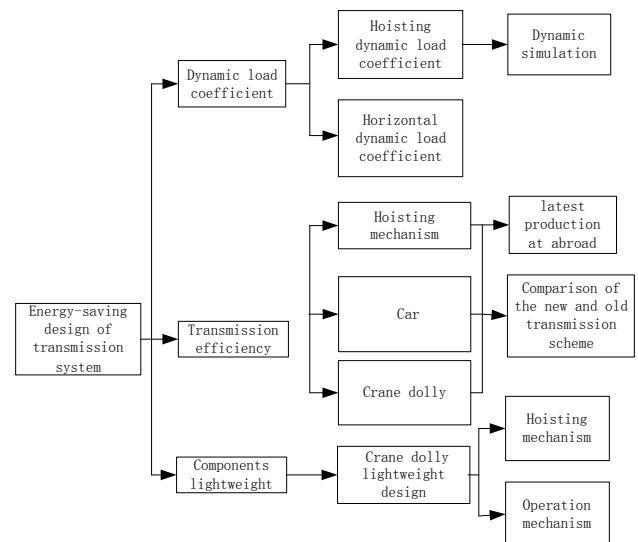 Hoisting
dynamic load
coefficient
Dynamic
simulation
Dynamic load
coefficient
Horizontal
dynamic load
coefficient
Hoisting
mechanism
latest
production
at abroad
Energy-saving
design of
transmission
system
Transmission
efficiency
Car
Comparison of
the new and old
transmission
scheme
Crane dolly
Components
lightweight
Crane dolly
lightweight
design
Hoisting
mechanism
Operation
mechanism